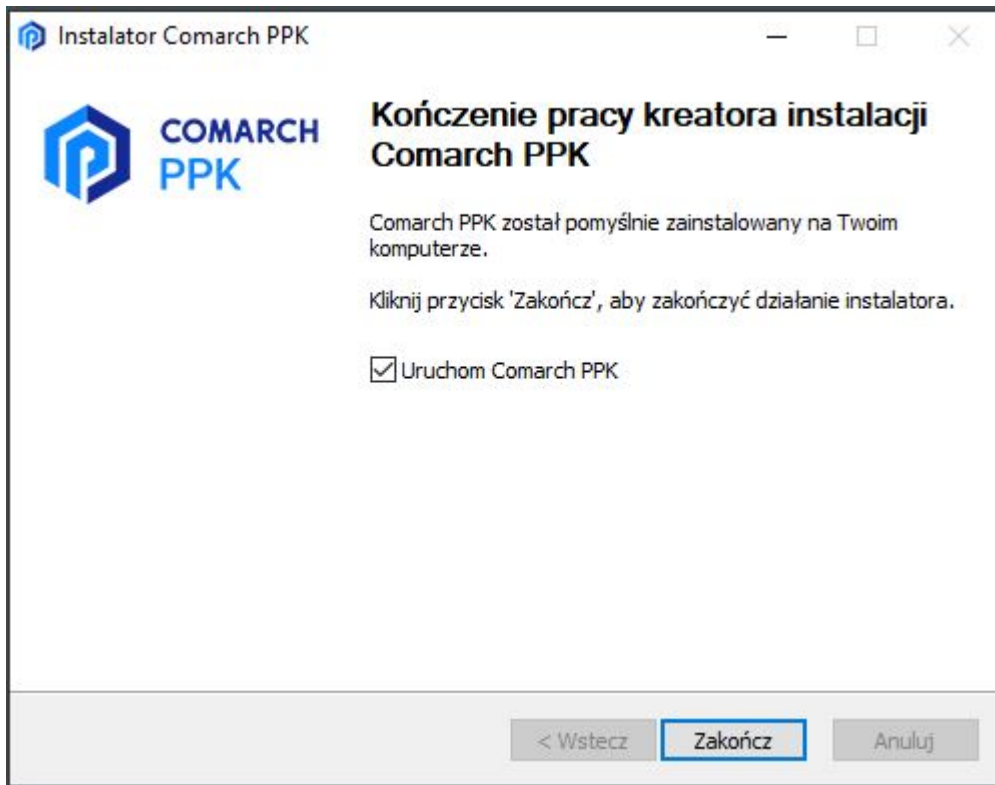 Instalator Comarch PPK
COMARCH
PPK
Kończenie pracy kreatora instalacji
Comarch PPK
Comarch PPK został pomyślnie zainstalowany na Twoim
komputerze.
Kliknij przycisk 'Zakończ', aby zakończyć działanie instalatora.
Uruchom Comarch PPK
< Wstecz
Zakończ
Anuluj